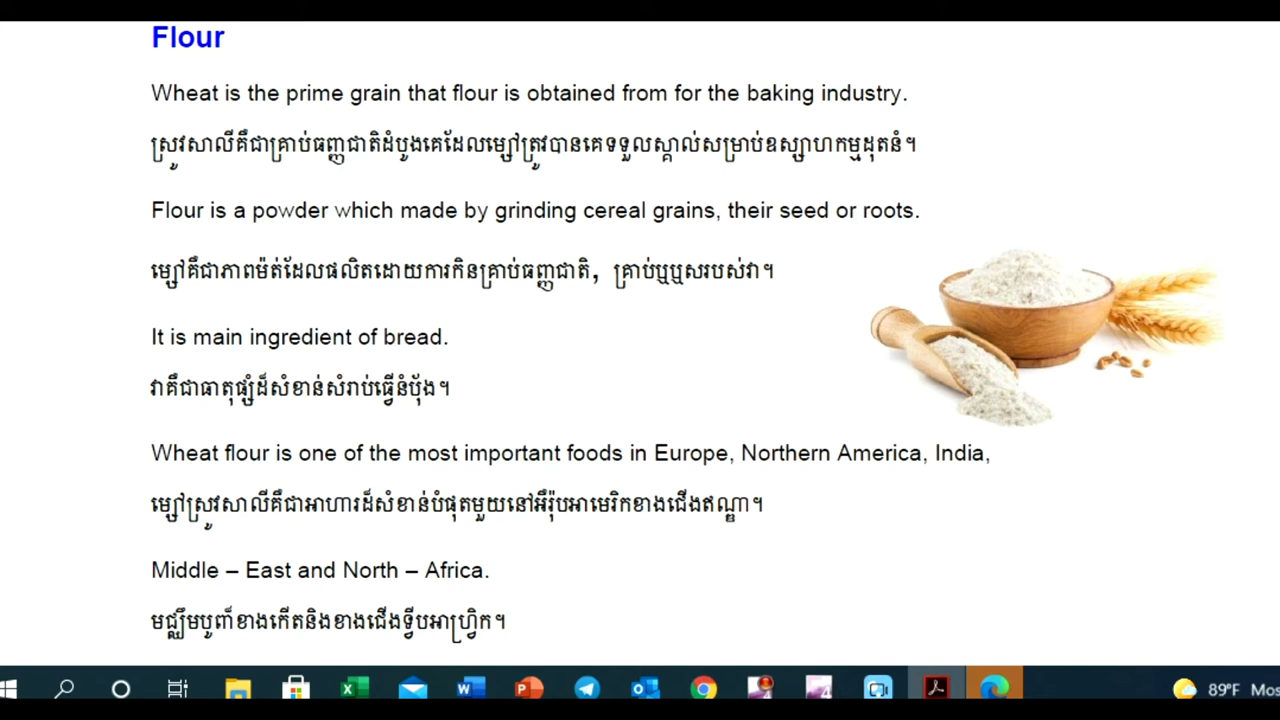 Flour
Wheat is the prime grain that flour is obtained from for the baking industry.
ស្រូវសាលីគឺជាគ្រាប់ធញ្ញជាតិដំបូងគេដែលម្សៅត្រូវបានគេទទួលស្គាល់សម្រាប់ឧស្សាហកម្មដុតនំ។
Flour is a powder which made by grinding cereal grains, their seed or roots.
ម្សៅគឺជាភាពម៉ត់ដែលផលិតដោយការកិនគ្រាប់ធញ្ញជាតិ, គ្រាប់ឬឬសរបស់វា។
It is main ingredient of bread.
វាគឺជាធាតុផ្សំដ៏សំខាន់សំរាប់ធ្វើនំប៉័ង។
Wheat flour is one of the most important foods in Europe, Northern America, India,
ម្សៅស្រូវសាលីគឺជាអាហារដ៏សំខាន់បំផុតមួយនៅអឺរ៉ុបអាមេរិកខាងជើងឥណ្ឌា។
Middle – East and North – Africa.
មជ្ឈឹមបូព៌ាខាងកើតនិងខាងជើងទ្វីបអាហ្វ្រិក។
89°F Mos